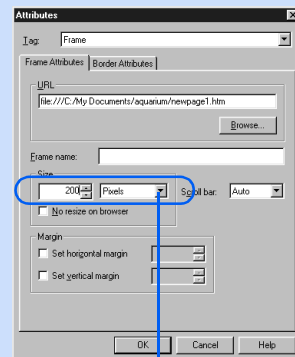 Attributes
Tag: Frame
Frame Attributes Border Attributes
URL
file:///C:/My Documents/aquarium/newpage1.htm
Browse...
Frame name:
Size
200 Pixels Scroll bar: Auto
No resize on browser
Margin
Set horizontal margin
Set vertical margin
OK Cancel Help